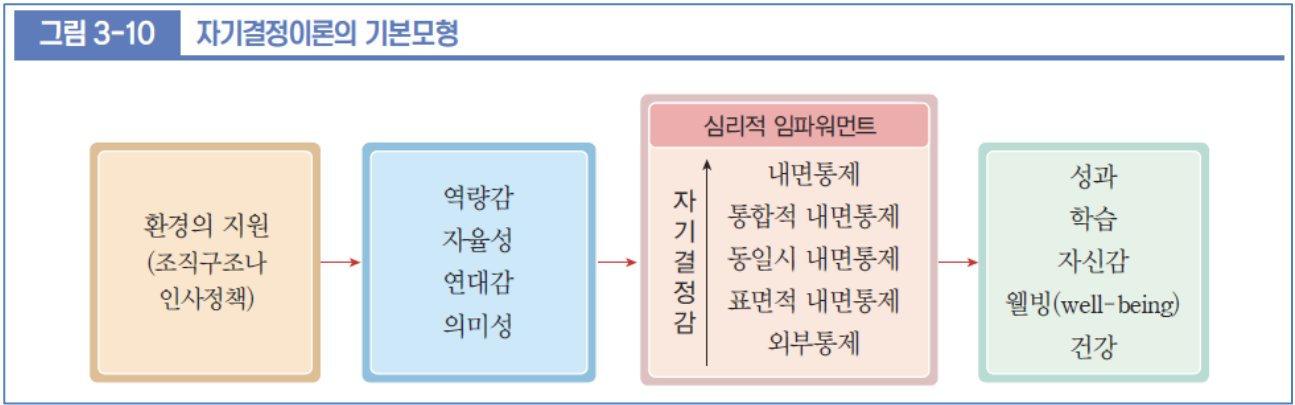 그림 3-10 자기결정이론의 기본모형
환경의 지원
(조직구조나
인사정책)
역량감
자율성
연대감
의미성
심리적 임파워먼트
자기결정감
내면통제
통합적 내면통제
동일시 내면통제
표면적 내면통제
외부통제
성과
학습
자신감
웰빙(well-being)
건강